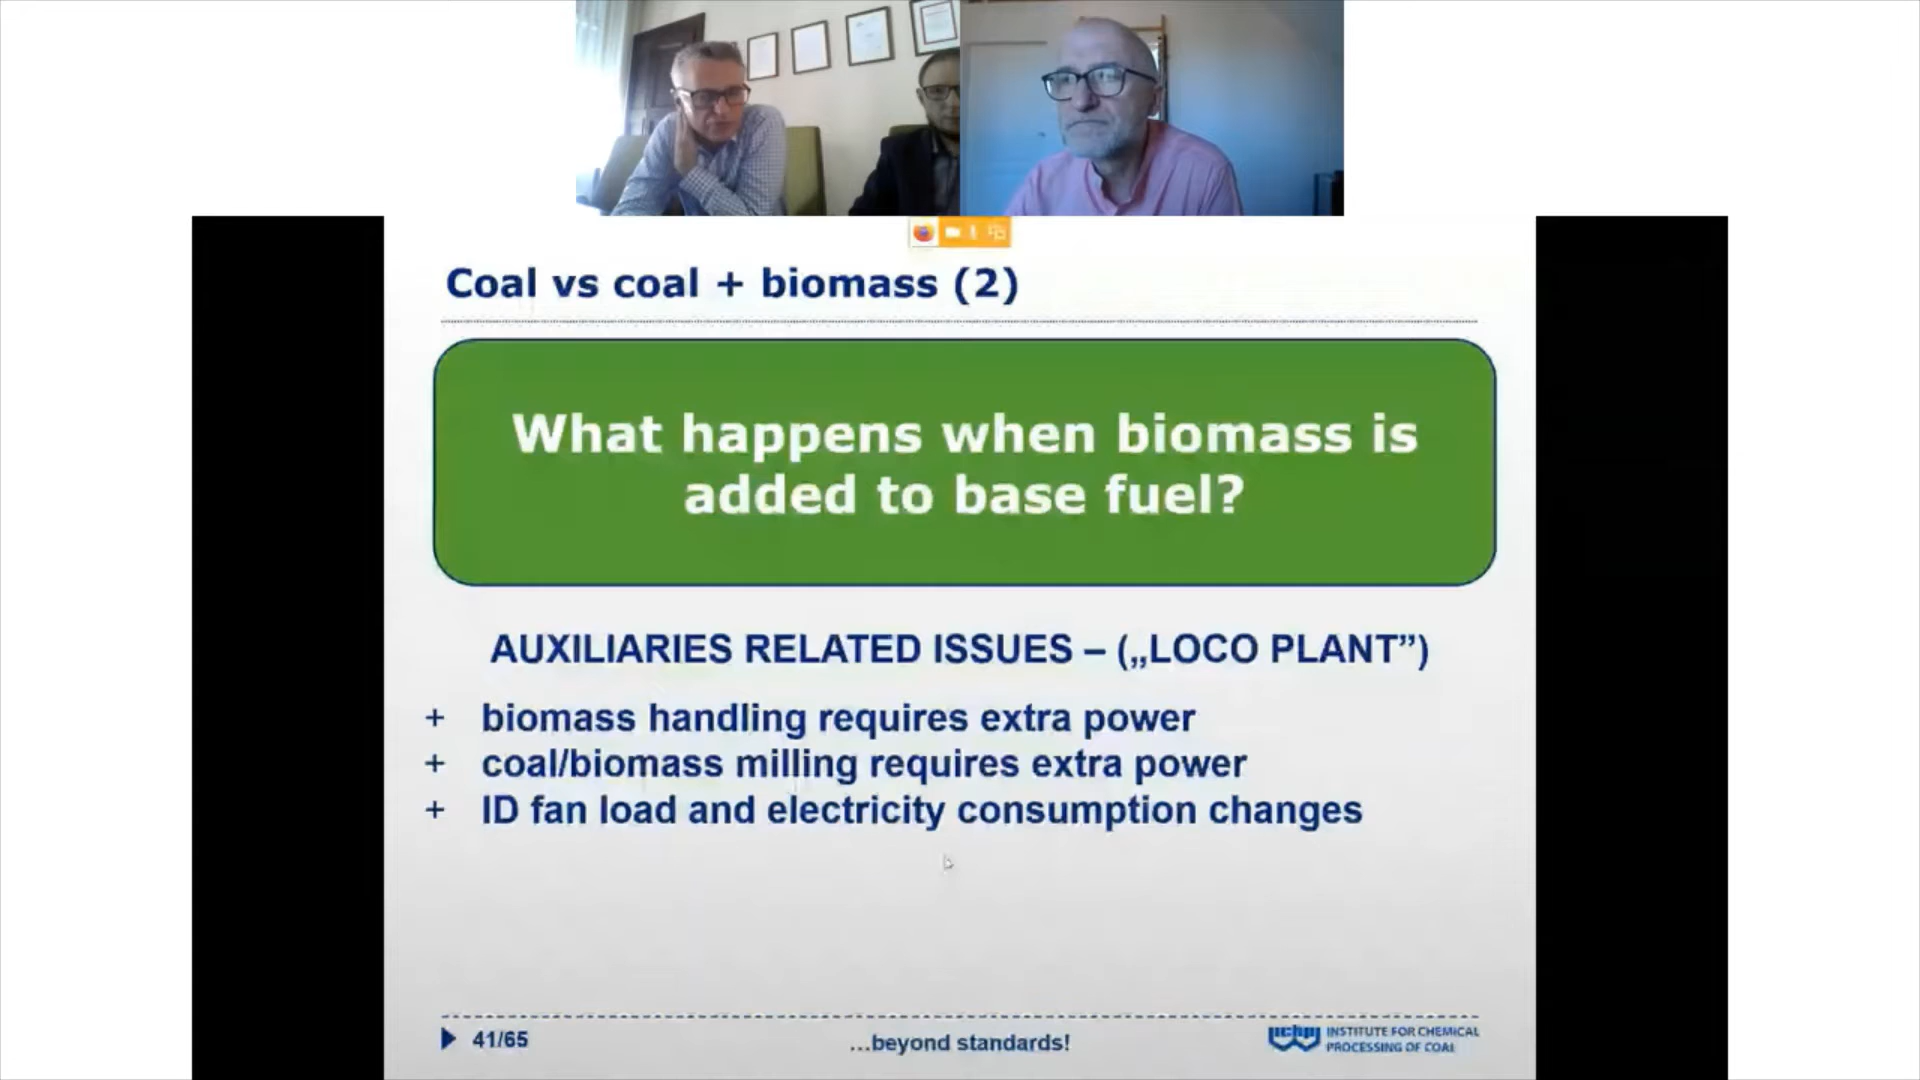 Coal vs coal + biomass (2)
What happens when biomass is
added to base fuel?
AUXILIARIES RELATED ISSUES – („LOCO PLANT”)
+ biomass handling requires extra power
+ coal/biomass milling requires extra power
+ ID fan load and electricity consumption changes
41/65
...beyond standards!
ichpw
INSTITUTE FOR CHEMICAL
PROCESSING OF COAL